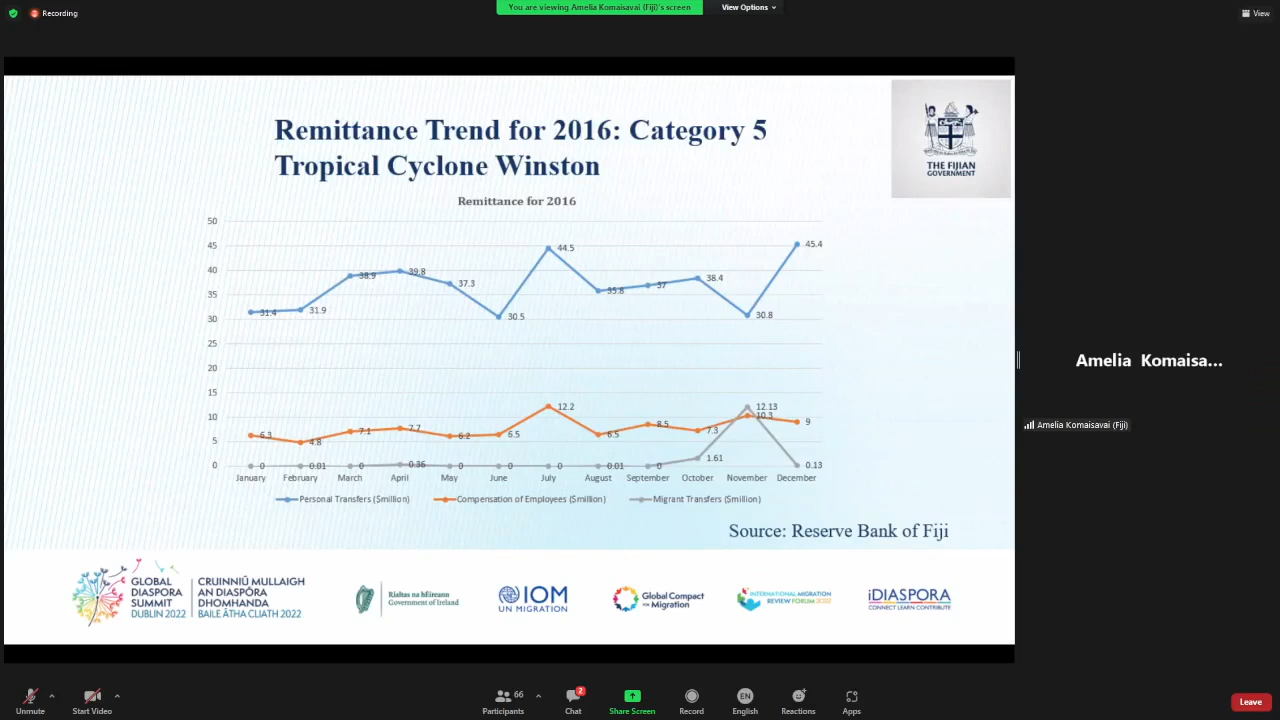 Recording
You are viewing Amelia Komaisavai (Fiji)'s screen
View Options
View
Remittance Trend for 2016: Category 5
Tropical Cyclone Winston
THE FIJIAN
GOVERNMENT
Remittance for 2016
50
45
40
35
30
25
20
15
10
5
0
31.4
31.9
38.9
39.8
37.3
30.5
44.5
35.8
37
38.4
30.8
45.4
6.3
4.8
7.1
7.7
6.2
6.5
12.2
6.5
8.5
7.3
10.3
9
0
0.01
0
0.36
0
0
0
0.01
0
1.61
12.13
0.13
January
February
March
April
May
June
July
August
September
October
November
December
Personal Transfers ($million)
Compensation of Employees ($million)
Migrant Transfers ($million)
Source: Reserve Bank of Fiji
GLOBAL
DIASPORA
SUMMIT
DUBLIN 2022
CRUINNIÚ MULLAIGH
AN DIASPÓRA
DHOMHANDA
BAILE ÁTHA CLIATH 2022
Rialtas na hÉireann
Government of Ireland
IOM
UN MIGRATION
Global Compact
for Migration
INTERNATIONAL MIGRATION
REVIEW FORUM 2022
iDIASPORA
CONNECT LEARN CONTRIBUTE
Amelia Komaisa...
Amelia Komaisavai (Fiji)
Unmute
Start Video
66
Participants
2
Chat
Share Screen
Record
EN
English
Reactions
Apps
Leave